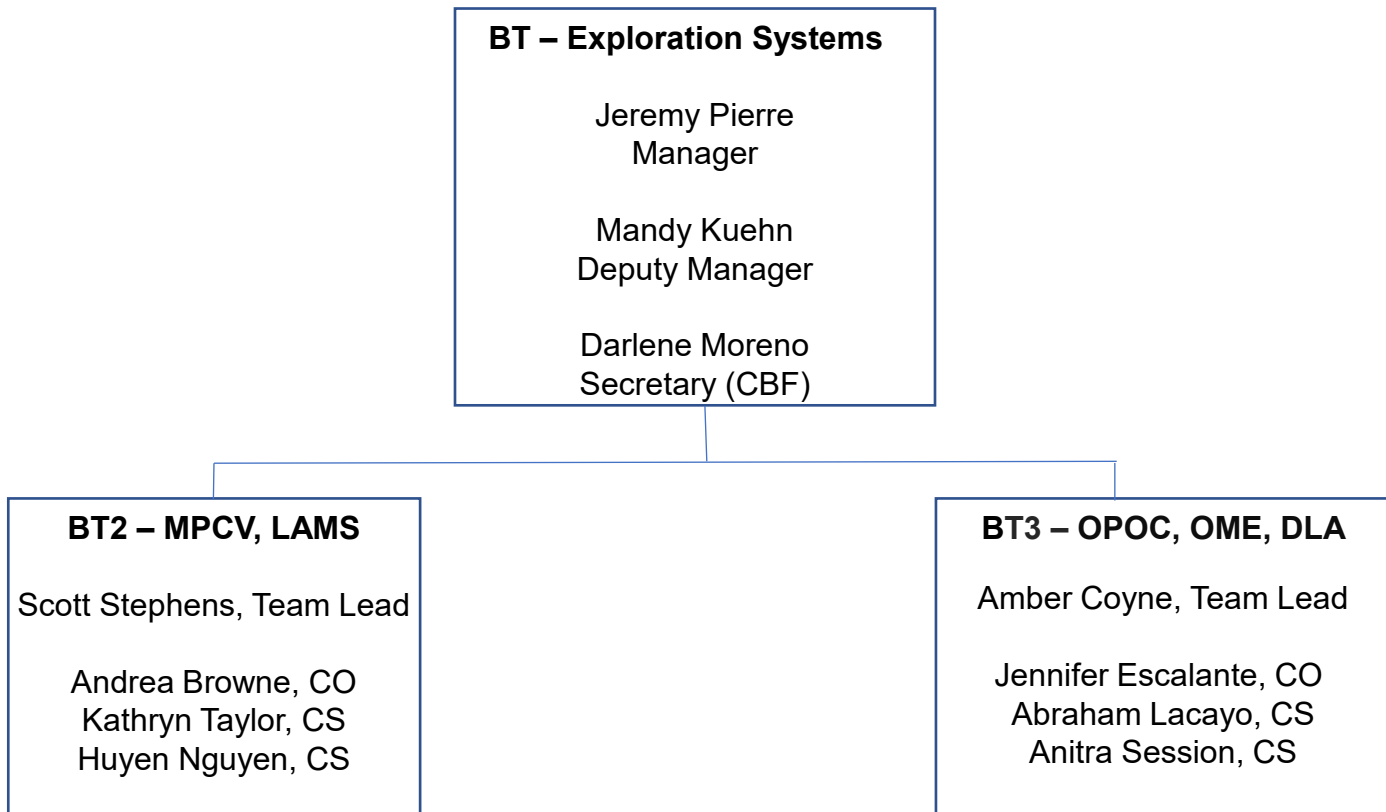 BT – Exploration Systems
Jeremy Pierre
Manager
Mandy Kuehn
Deputy Manager
Darlene Moreno
Secretary (CBF)
BT2 – MPCV, LAMS
Scott Stephens, Team Lead
Andrea Browne, CO
Kathryn Taylor, CS
Huyen Nguyen, CS
BT3 – OPOC, OME, DLA
Amber Coyne, Team Lead
Jennifer Escalante, CO
Abraham Lacayo, CS
Anitra Session, CS